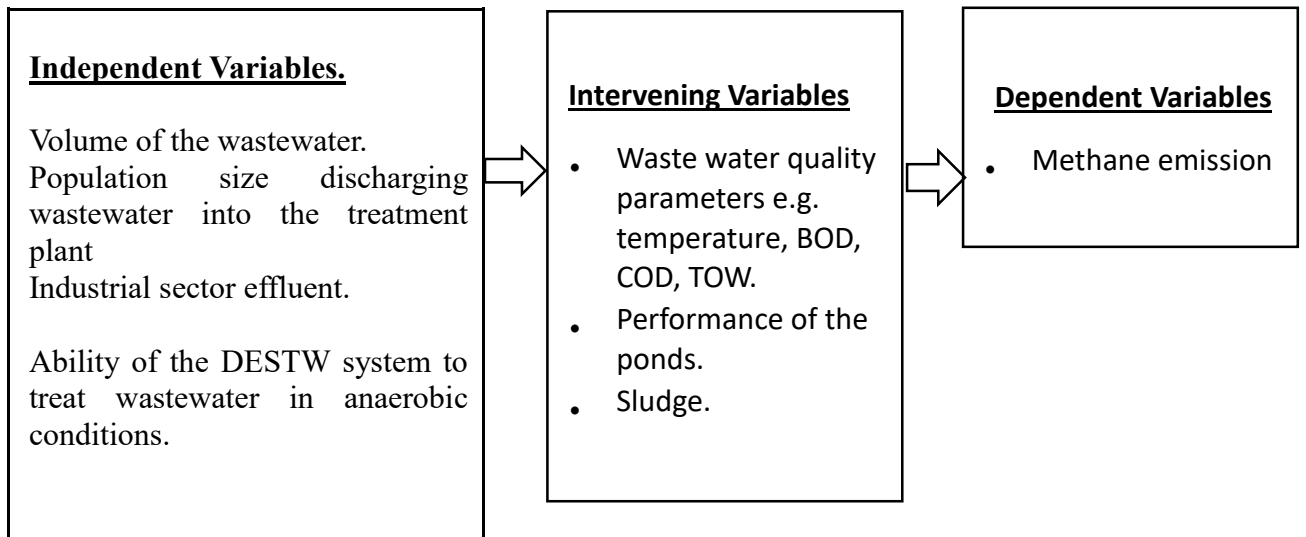 Independent Variables.
Volume of the wastewater.
Population size discharging
wastewater into the treatment
plant
Industrial sector effluent.
Ability of the DESTW system to
treat wastewater in anaerobic
conditions.
Intervening Variables
• Waste water quality
parameters e.g.
temperature, BOD,
COD, TOW.
• Performance of the
ponds.
• Sludge.
Dependent Variables
• Methane emission